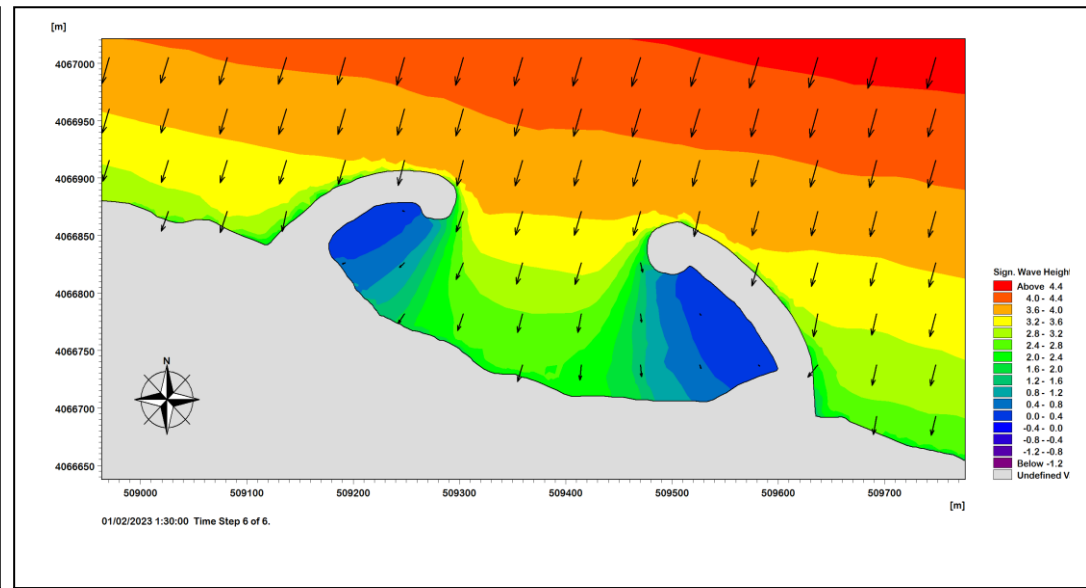 [m]
4067000
4066950
4066900
4066850
4066800
4066750
4066700
4066650
N
509000 509100 509200 509300 509400 509500 509600 509700
[m]
01/02/2023 1:30:00 Time Step 6 of 6.
Sign. Wave Height
Above 4.4
4.0 - 4.4
3.6 - 4.0
3.2 - 3.6
2.8 - 3.2
2.4 - 2.8
2.0 - 2.4
1.6 - 2.0
1.2 - 1.6
0.8 - 1.2
0.4 - 0.8
0.0 - 0.4
-0.4 - 0.0
-0.8 - -0.4
-1.2 - -0.8
Below -1.2
Undefined V